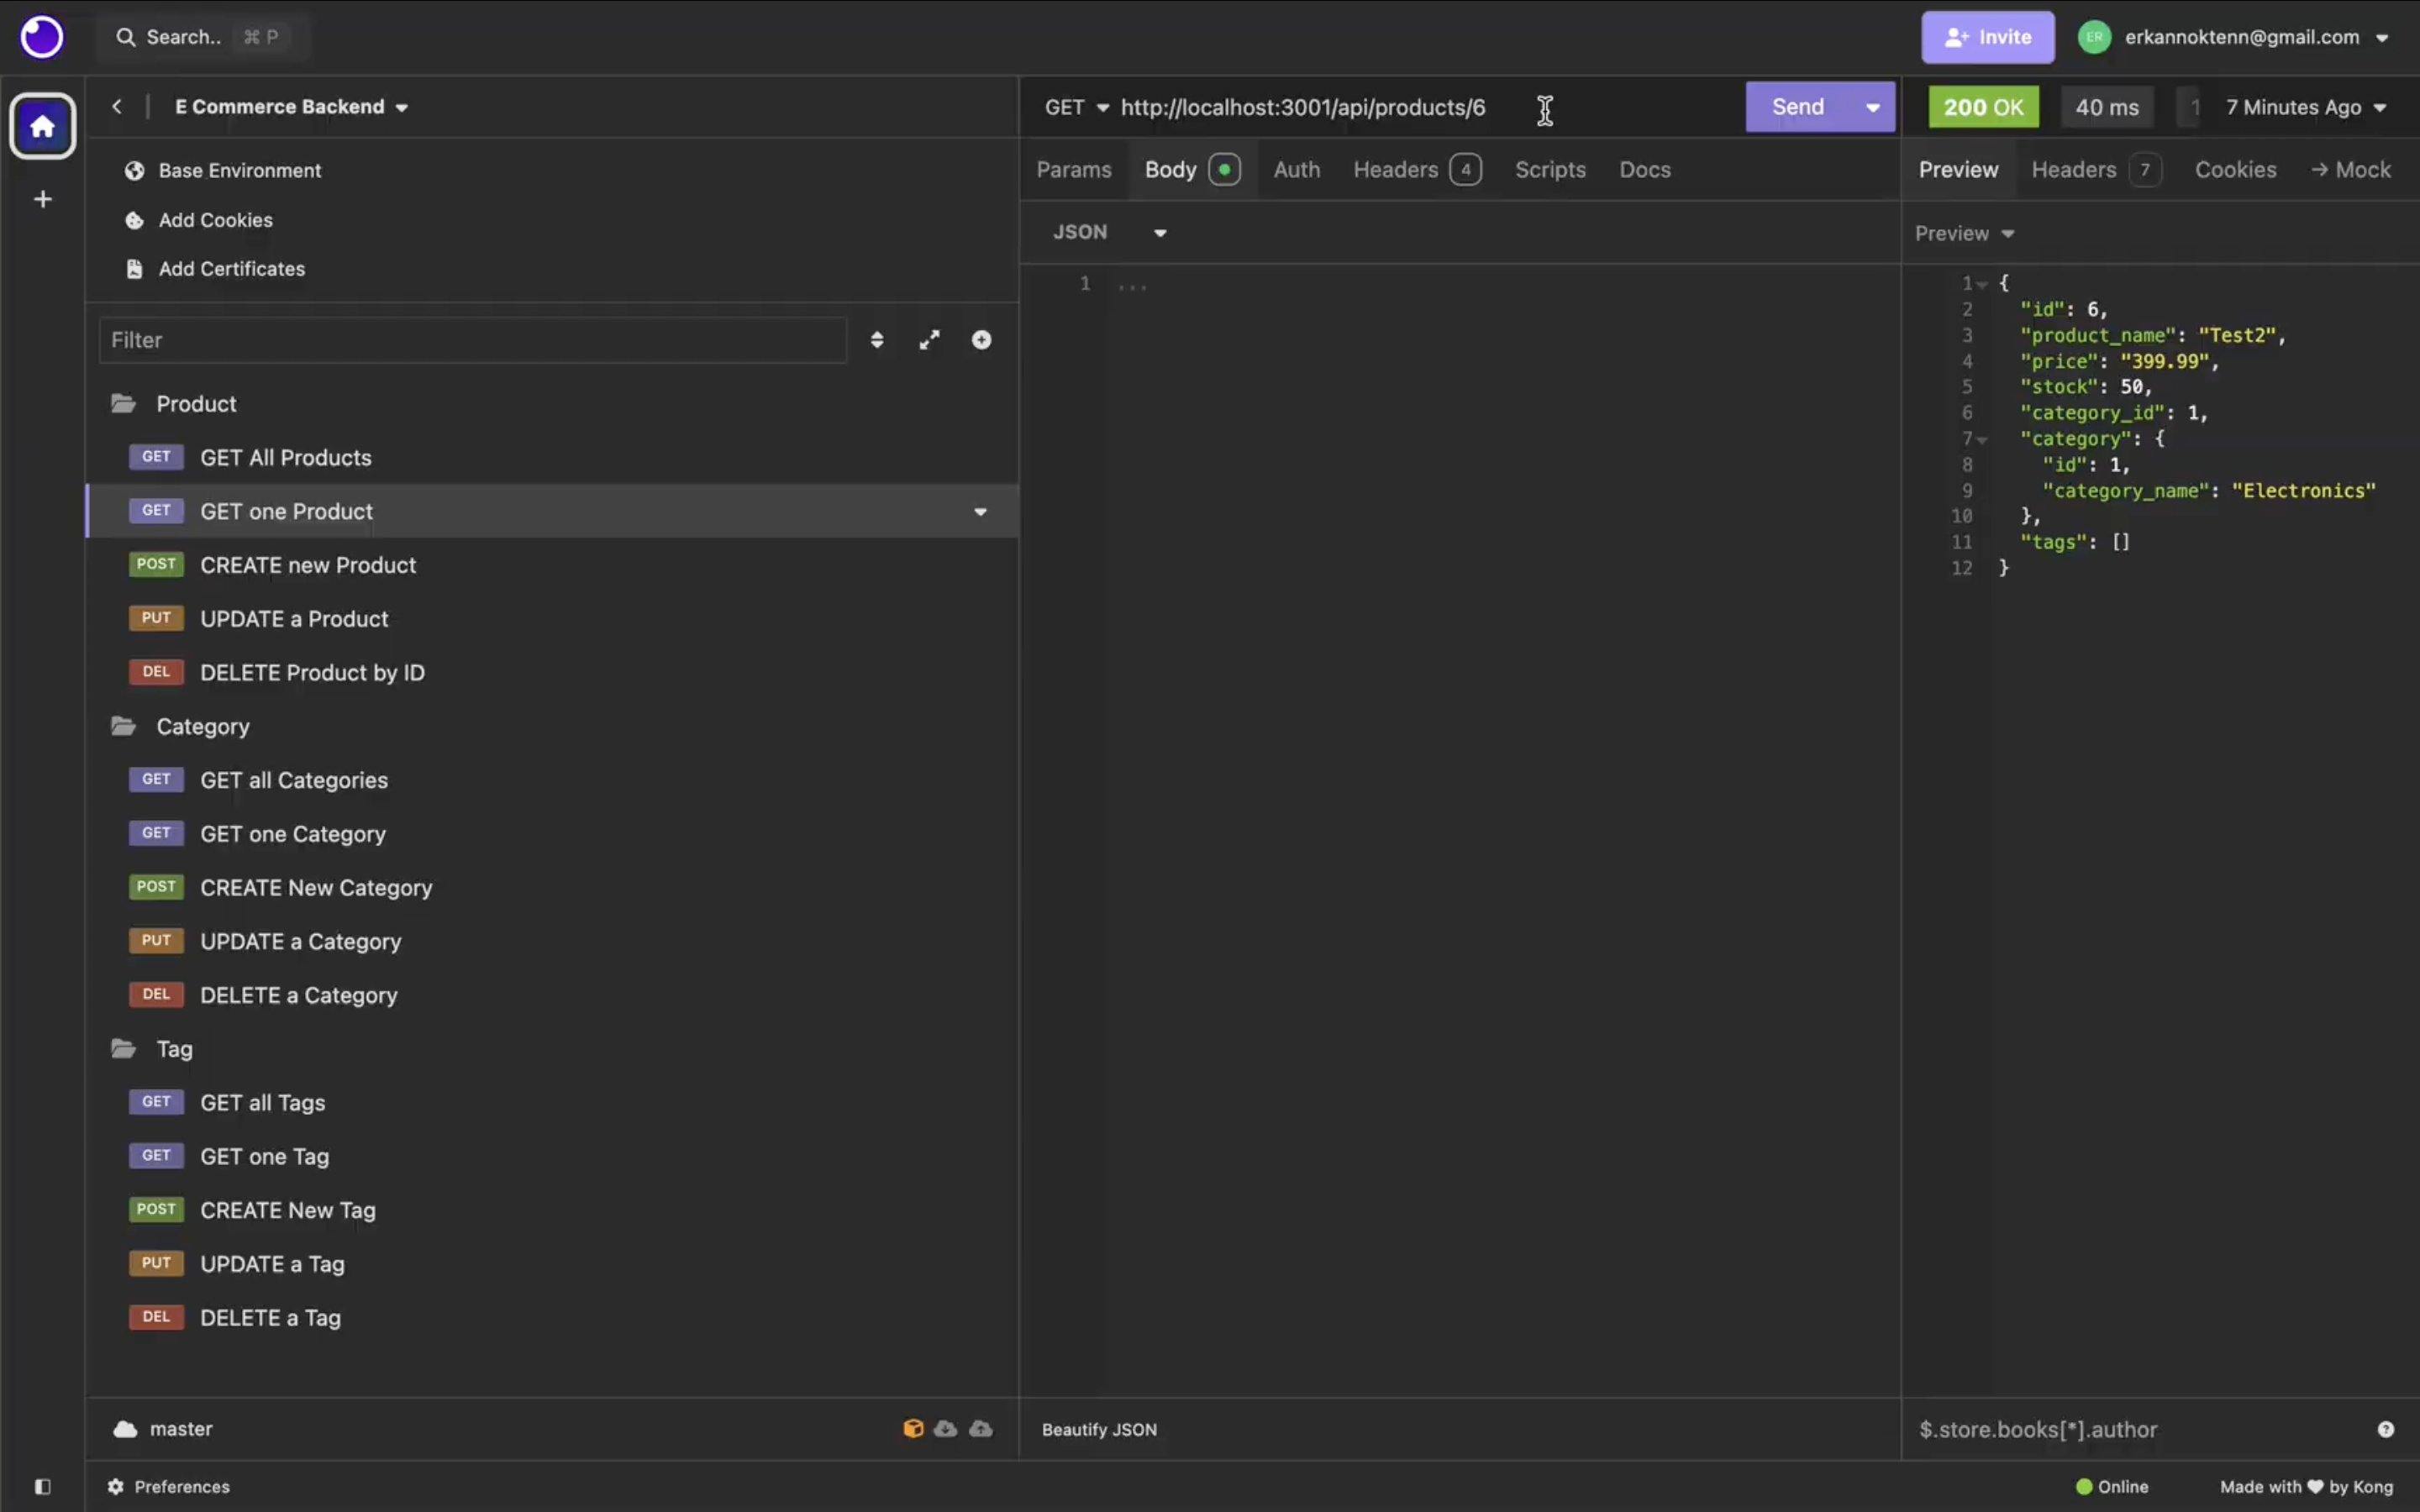 Search.. ⌘ P
Invite
ER erkannoktenn@gmail.com
E Commerce Backend
Base Environment
Add Cookies
Add Certificates
Filter
Product
GET GET All Products
GET GET one Product
POST CREATE new Product
PUT UPDATE a Product
DEL DELETE Product by ID
Category
GET GET all Categories
GET GET one Category
POST CREATE New Category
PUT UPDATE a Category
DEL DELETE a Category
Tag
GET GET all Tags
GET GET one Tag
POST CREATE New Tag
PUT UPDATE a Tag
DEL DELETE a Tag
master
Preferences
GET http://localhost:3001/api/products/6 Send
Params Body Auth Headers 4 Scripts Docs
JSON
1 ...
Beautify JSON
200 OK 40 ms 1 7 Minutes Ago
Preview Headers 7 Cookies → Mock
Preview
1 {
2 "id": 6,
3 "product_name": "Test2",
4 "price": "399.99",
5 "stock": 50,
6 "category_id": 1,
7 "category": {
8 "id": 1,
9 "category_name": "Electronics"
10 },
11 "tags": []
12 }
$.store.books[*].author
Online Made with ♥ by Kong